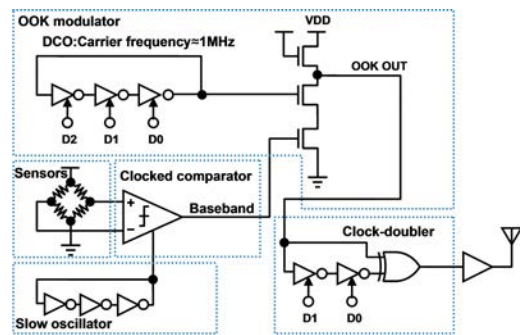 OOK modulator
VDD
DCO:Carrier frequency≈1MHz
OOK OUT
D2 D1 D0
Sensors
Clocked comparator
+
−
Baseband
Clock-doubler
D1 D0
Slow oscillator